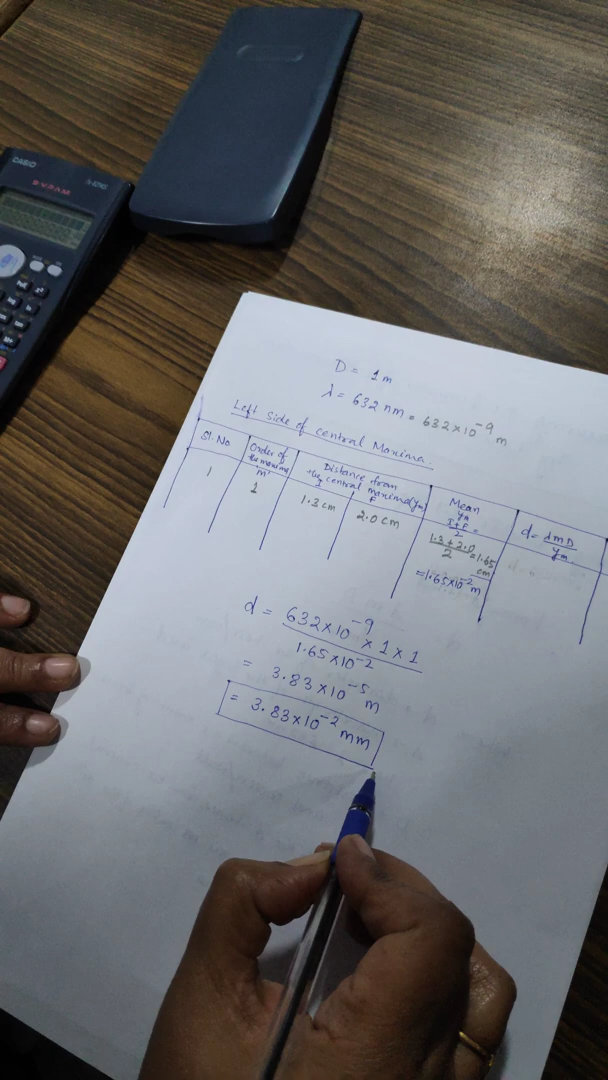 CASIO
S-V.P.A.M.
D = 1m
λ = 632 nm = 632×10⁻⁹ m
Left side of central Maxima
Sl. No
Order of the maxima 'm'
Distance from the central maxima (yₘ)
I
F
Mean yₘ
I+F/2 =
d = λmD/yₘ
1
1
1.3 cm
2.0 cm
1.3+2.0/2 = 1.65 cm
= 1.65×10⁻² m
d = 632×10⁻⁹ × 1 × 1
1.65×10⁻²
= 3.83×10⁻⁵ m
= 3.83×10⁻² mm